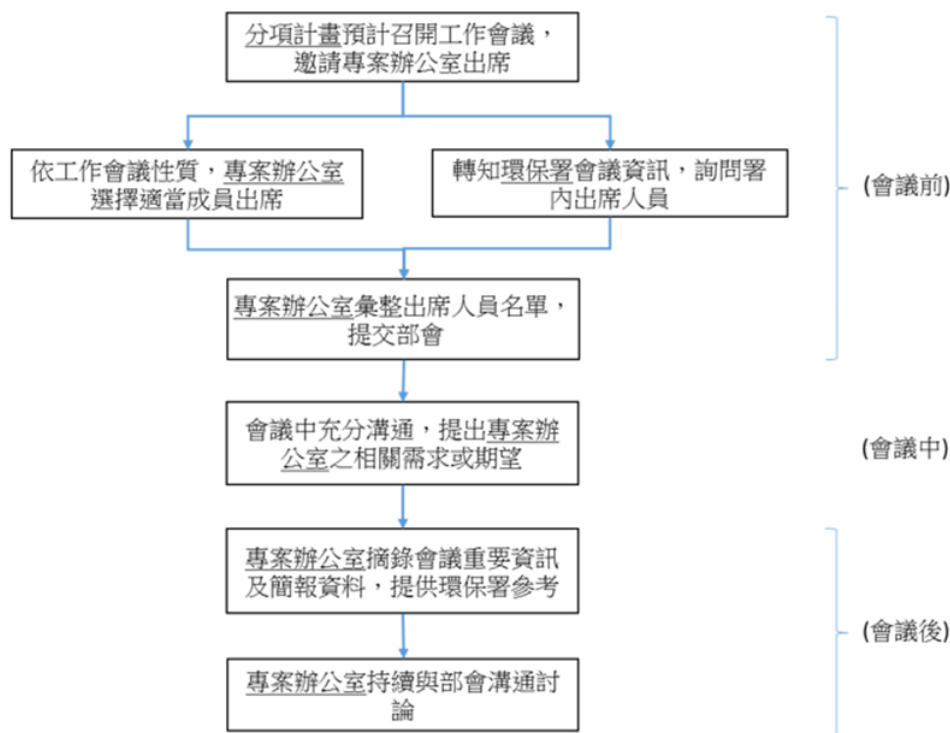 分項計畫預計召開工作會議，
邀請專案辦公室出席
依工作會議性質，專案辦公室
選擇適當成員出席
轉知環保署會議資訊，詢問署
內出席人員
(會議前)
專案辦公室彙整出席人員名單，
提交部會
會議中充分溝通，提出專案辦
公室之相關需求或期望
(會議中)
專案辦公室摘錄會議重要資訊
及簡報資料，提供環保署參考
(會議後)
專案辦公室持續與部會溝通討
論